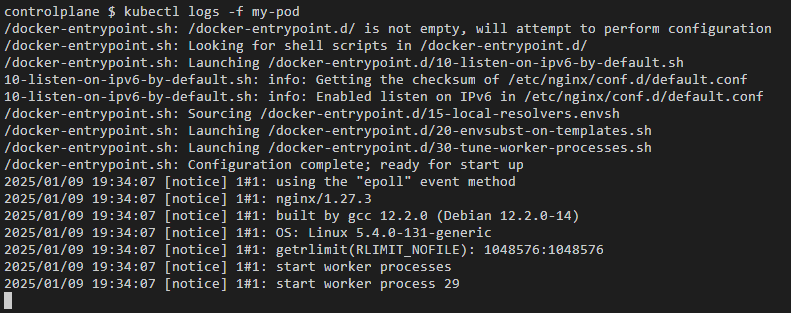 controlplane $ kubectl logs -f my-pod
/docker-entrypoint.sh: /docker-entrypoint.d/ is not empty, will attempt to perform configuration
/docker-entrypoint.sh: Looking for shell scripts in /docker-entrypoint.d/
/docker-entrypoint.sh: Launching /docker-entrypoint.d/10-listen-on-ipv6-by-default.sh
10-listen-on-ipv6-by-default.sh: info: Getting the checksum of /etc/nginx/conf.d/default.conf
10-listen-on-ipv6-by-default.sh: info: Enabled listen on IPv6 in /etc/nginx/conf.d/default.conf
/docker-entrypoint.sh: Sourcing /docker-entrypoint.d/15-local-resolvers.envsh
/docker-entrypoint.sh: Launching /docker-entrypoint.d/20-envsubst-on-templates.sh
/docker-entrypoint.sh: Launching /docker-entrypoint.d/30-tune-worker-processes.sh
/docker-entrypoint.sh: Configuration complete; ready for start up
2025/01/09 19:34:07 [notice] 1#1: using the "epoll" event method
2025/01/09 19:34:07 [notice] 1#1: nginx/1.27.3
2025/01/09 19:34:07 [notice] 1#1: built by gcc 12.2.0 (Debian 12.2.0-14)
2025/01/09 19:34:07 [notice] 1#1: OS: Linux 5.4.0-131-generic
2025/01/09 19:34:07 [notice] 1#1: getrlimit(RLIMIT_NOFILE): 1048576:1048576
2025/01/09 19:34:07 [notice] 1#1: start worker processes
2025/01/09 19:34:07 [notice] 1#1: start worker process 29